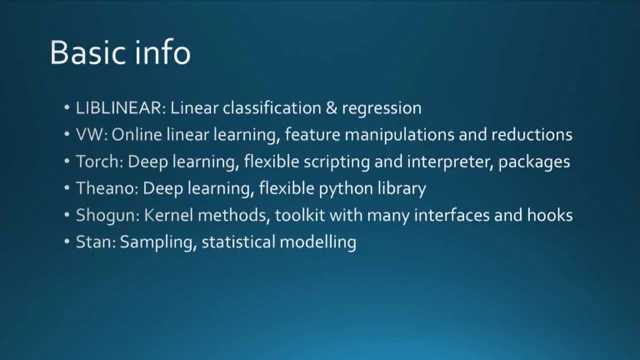 Basic info
• LIBLINEAR: Linear classification & regression
• VW: Online linear learning, feature manipulations and reductions
• Torch: Deep learning, flexible scripting and interpreter, packages
• Theano: Deep learning, flexible python library
• Shogun: Kernel methods, toolkit with many interfaces and hooks
• Stan: Sampling, statistical modelling